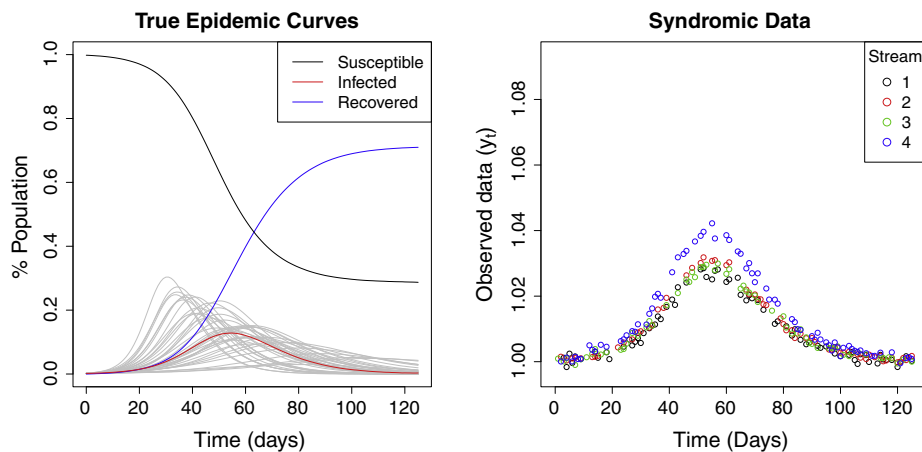 True Epidemic Curves
% Population
0.0
0.2
0.4
0.6
0.8
1.0
Susceptible
Infected
Recovered
0 20 40 60 80 100 120
Time (days)
Syndromic Data
Observed data (yt)
1.00
1.02
1.04
1.06
1.08
Stream
1
2
3
4
0 20 40 60 80 100 120
Time (Days)